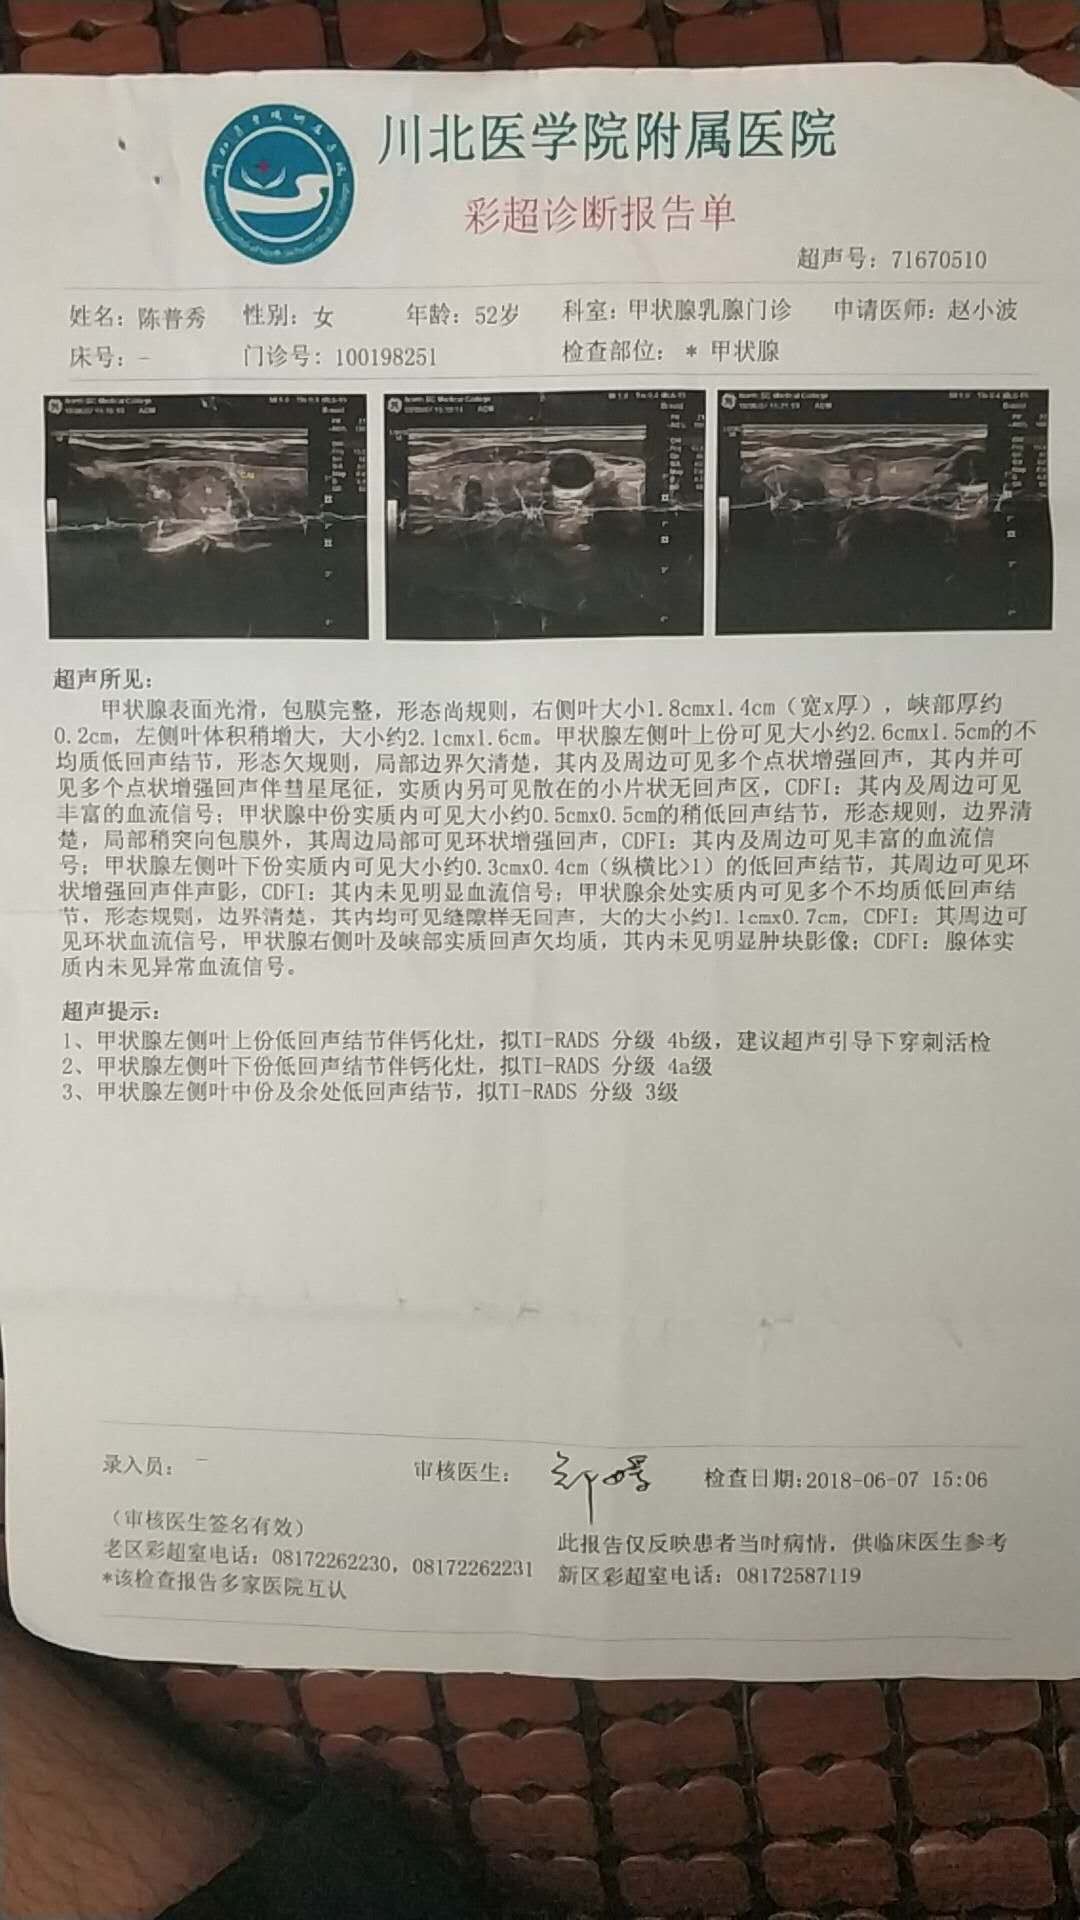 川北医学院附属医院
彩超诊断报告单
超声号：71670510
姓名：陈普秀 性别：女 年龄：52岁 科室：甲状腺乳腺门诊 申请医师：赵小波
床号：- 门诊号：100198251 检查部位：* 甲状腺
超声所见：
甲状腺表面光滑，包膜完整，形态尚规则，右侧叶大小1.8cmx1.4cm（宽x厚），峡部厚约
0.2cm，左侧叶体积稍增大，大小约2.1cmx1.6cm。甲状腺左侧叶上份可见大小约2.6cmx1.5cm的不
均质低回声结节，形态欠规则，局部边界欠清楚，其内及周边可见多个点状增强回声，其内并可
见多个点状增强回声伴彗星尾征，实质内另可见散在的小片状无回声区，CDFI：其内及周边可见
丰富的血流信号；甲状腺中份实质内可见大小约0.5cmx0.5cm的稍低回声结节，形态规则，边界清
楚，局部稍突向包膜外，其周边局部可见环状增强回声，CDFI：其内及周边可见丰富的血流信
号；甲状腺左侧叶下份实质内可见大小约0.3cmx0.4cm（纵横比>1）的低回声结节，其周边可见环
状增强回声伴声影，CDFI：其内未见明显血流信号；甲状腺余处实质内可见多个不均质低回声结
节，形态规则，边界清楚，其内均可见缝隙样无回声，大的大小约1.1cmx0.7cm，CDFI：其周边可
见环状血流信号，甲状腺右侧叶及峡部实质回声欠均质，其内未见明显肿块影像；CDFI：腺体实
质内未见异常血流信号。
超声提示：
1、甲状腺左侧叶上份低回声结节伴钙化灶，拟TI-RADS 分级 4b级，建议超声引导下穿刺活检
2、甲状腺左侧叶下份低回声结节伴钙化灶，拟TI-RADS 分级 4a级
3、甲状腺左侧叶中份及余处低回声结节，拟TI-RADS 分级 3级
录入员：- 审核医生： 检查日期：2018-06-07 15:06
（审核医生签名有效）
此报告仅反映患者当时病情，供临床医生参考
老区彩超室电话：08172262230，08172262231
新区彩超室电话：08172587119
*该检查报告多家医院互认